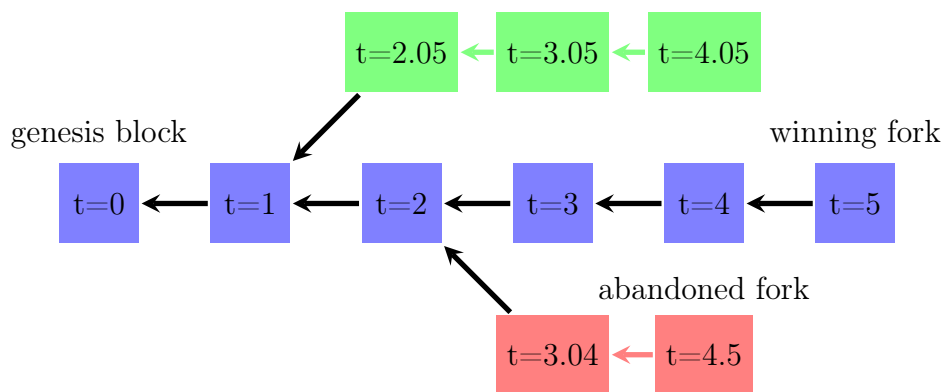 t=2.05 t=3.05 t=4.05
genesis block winning fork
t=0 t=1 t=2 t=3 t=4 t=5
abandoned fork
t=3.04 t=4.5